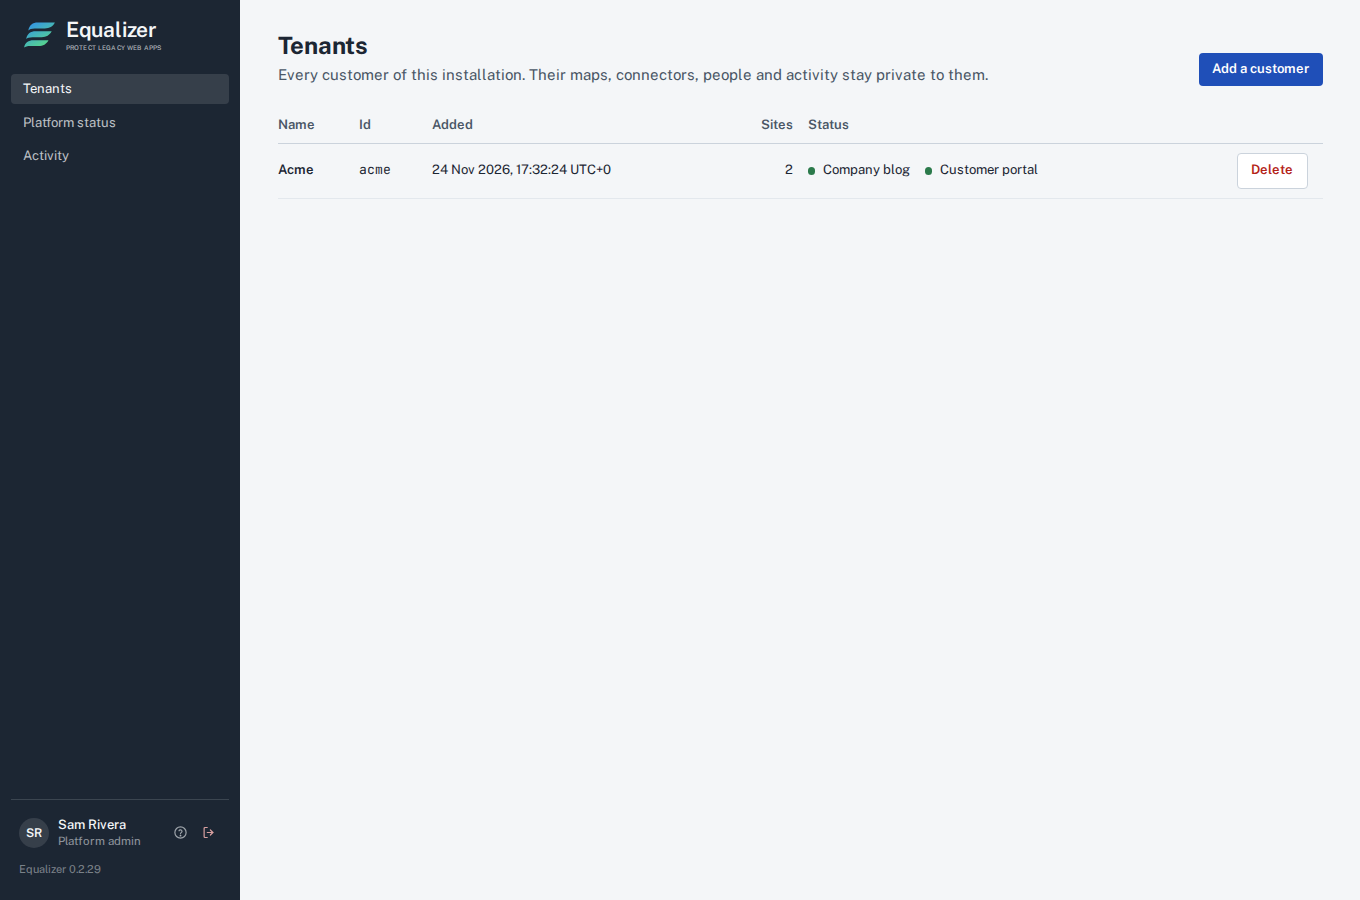 Equalizer
PROTECT LEGACY WEB APPS
Tenants
Platform status
Activity
Tenants
Every customer of this installation. Their maps, connectors, people and activity stay private to them.
Add a customer
Name Id Added Sites Status
Acme acme 24 Nov 2026, 17:32:24 UTC+0 2 Company blog Customer portal Delete
SR Sam Rivera
Platform admin
Equalizer 0.2.29